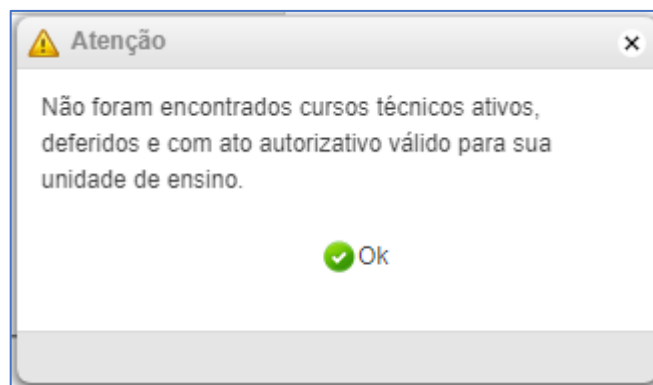 Atenção
Não foram encontrados cursos técnicos ativos,
deferidos e com ato autorizativo válido para sua
unidade de ensino.
Ok